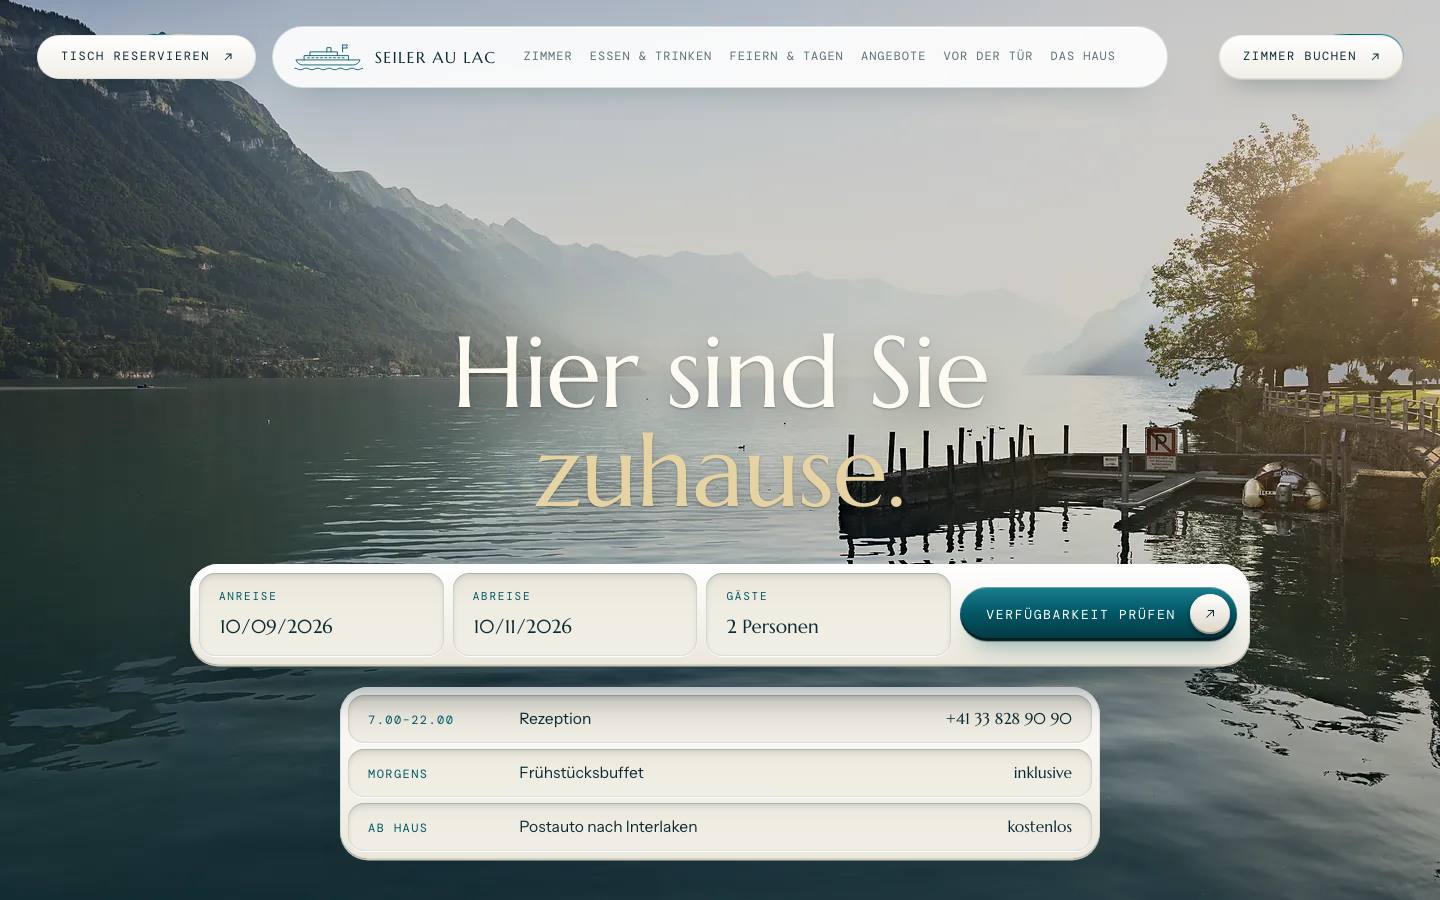 TISCH RESERVIEREN
SEILER AU LAC
ZIMMER
ESSEN & TRINKEN
FEIERN & TAGEN
ANGEBOTE
VOR DER TÜR
DAS HAUS
ZIMMER BUCHEN
Hier sind Sie
zuhause.
ANREISE
10/09/2026
ABREISE
10/11/2026
GÄSTE
2 Personen
VERFÜGBARKEIT PRÜFEN
7.00–22.00 Rezeption +41 33 828 90 90
MORGENS Frühstücksbuffet inklusive
AB HAUS Postauto nach Interlaken kostenlos